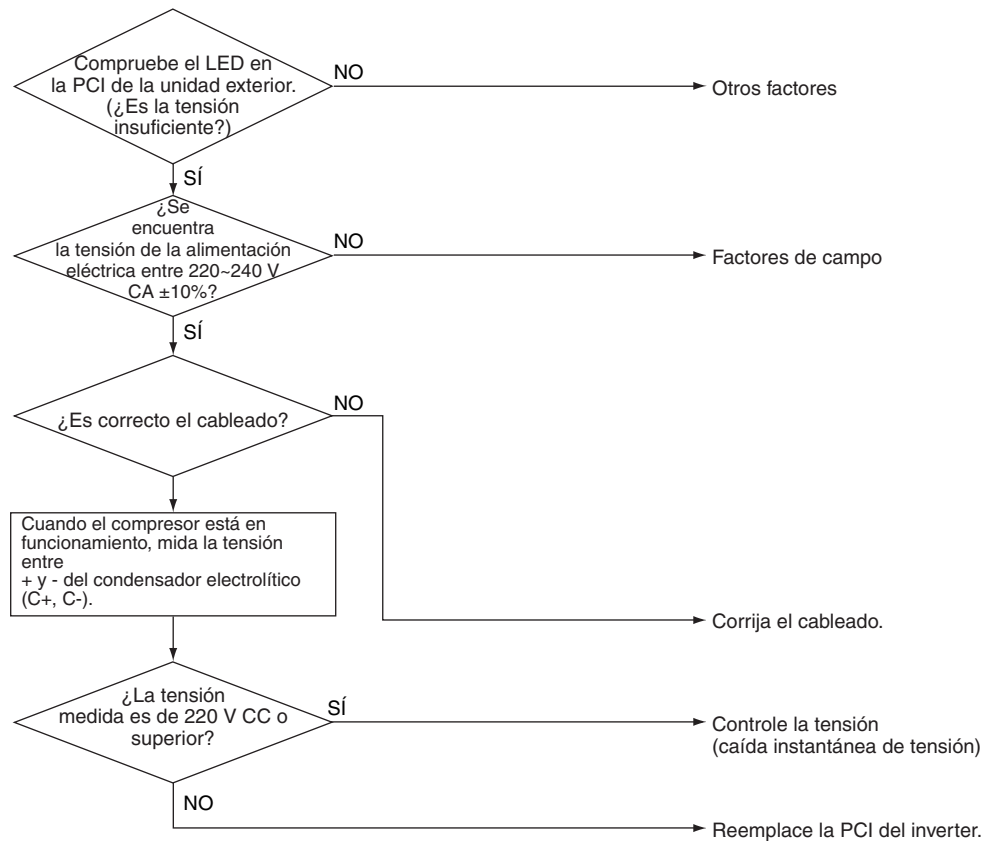 Compruebe el LED en
la PCI de la unidad exterior.
(¿Es la tensión
insuficiente?)
NO
Otros factores
SÍ
¿Se
encuentra
la tensión de la alimentación
eléctrica entre 220~240 V
CA ±10%?
NO
Factores de campo
SÍ
¿Es correcto el cableado?
NO
Cuando el compresor está en
funcionamiento, mida la tensión
entre
+ y - del condensador electrolítico
(C+, C-).
Corrija el cableado.
¿La tensión
medida es de 220 V CC o
superior?
SÍ
Controle la tensión
(caída instantánea de tensión)
NO
Reemplace la PCI del inverter.